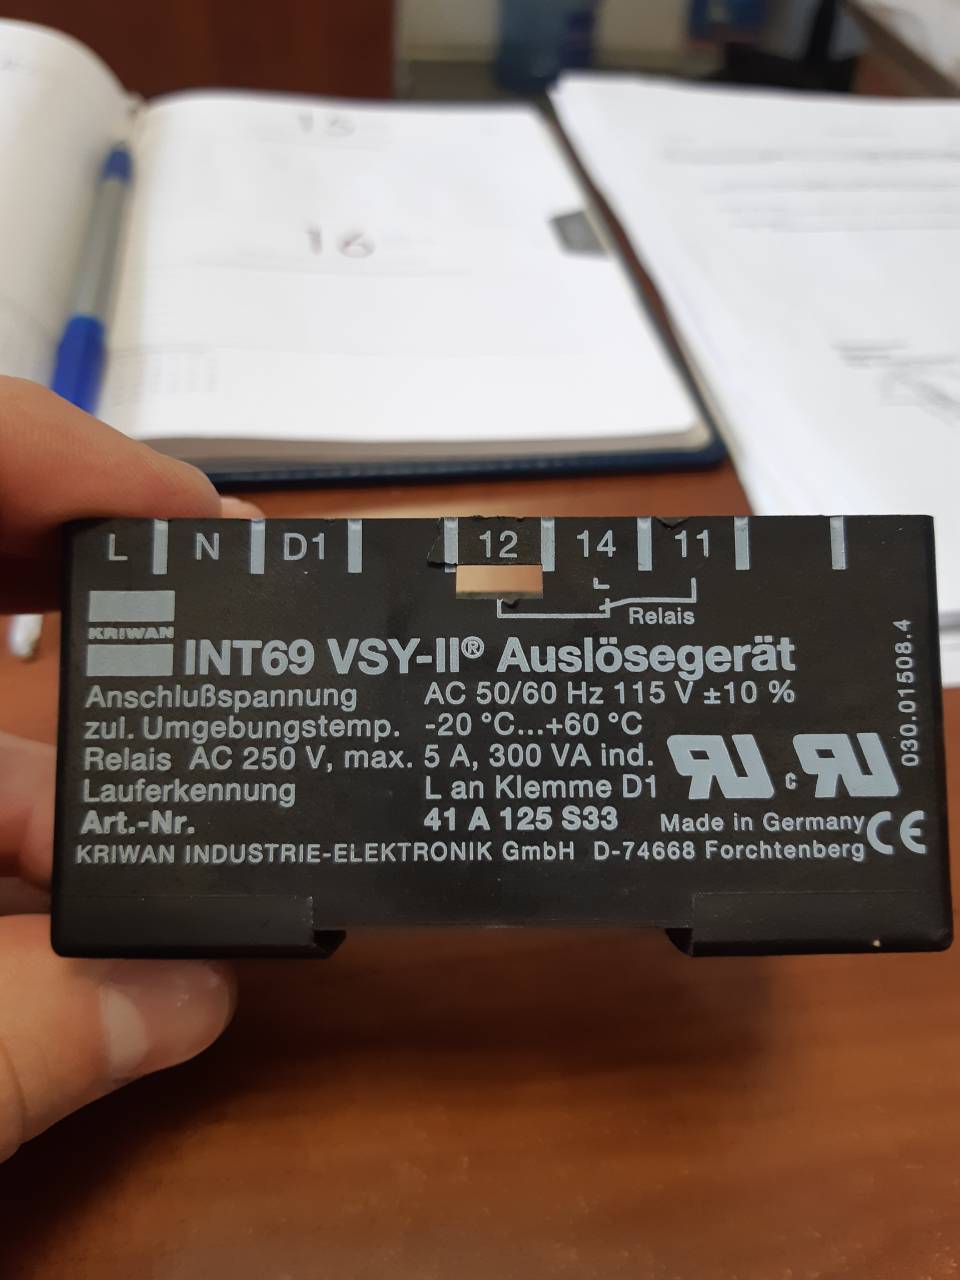 13
16
L N D1 12 14 11
Relais
KRIWAN
INT69 VSY-II® Auslösegerät
Anschlußspannung AC 50/60 Hz 115 V ±10 %
zul. Umgebungstemp. -20 °C...+60 °C
Relais AC 250 V, max. 5 A, 300 VA ind.
Lauferkennung L an Klemme D1
Art.-Nr. 41 A 125 S33 Made in Germany
KRIWAN INDUSTRIE-ELEKTRONIK GmbH D-74668 Forchtenberg
c
CE
030.01508.4